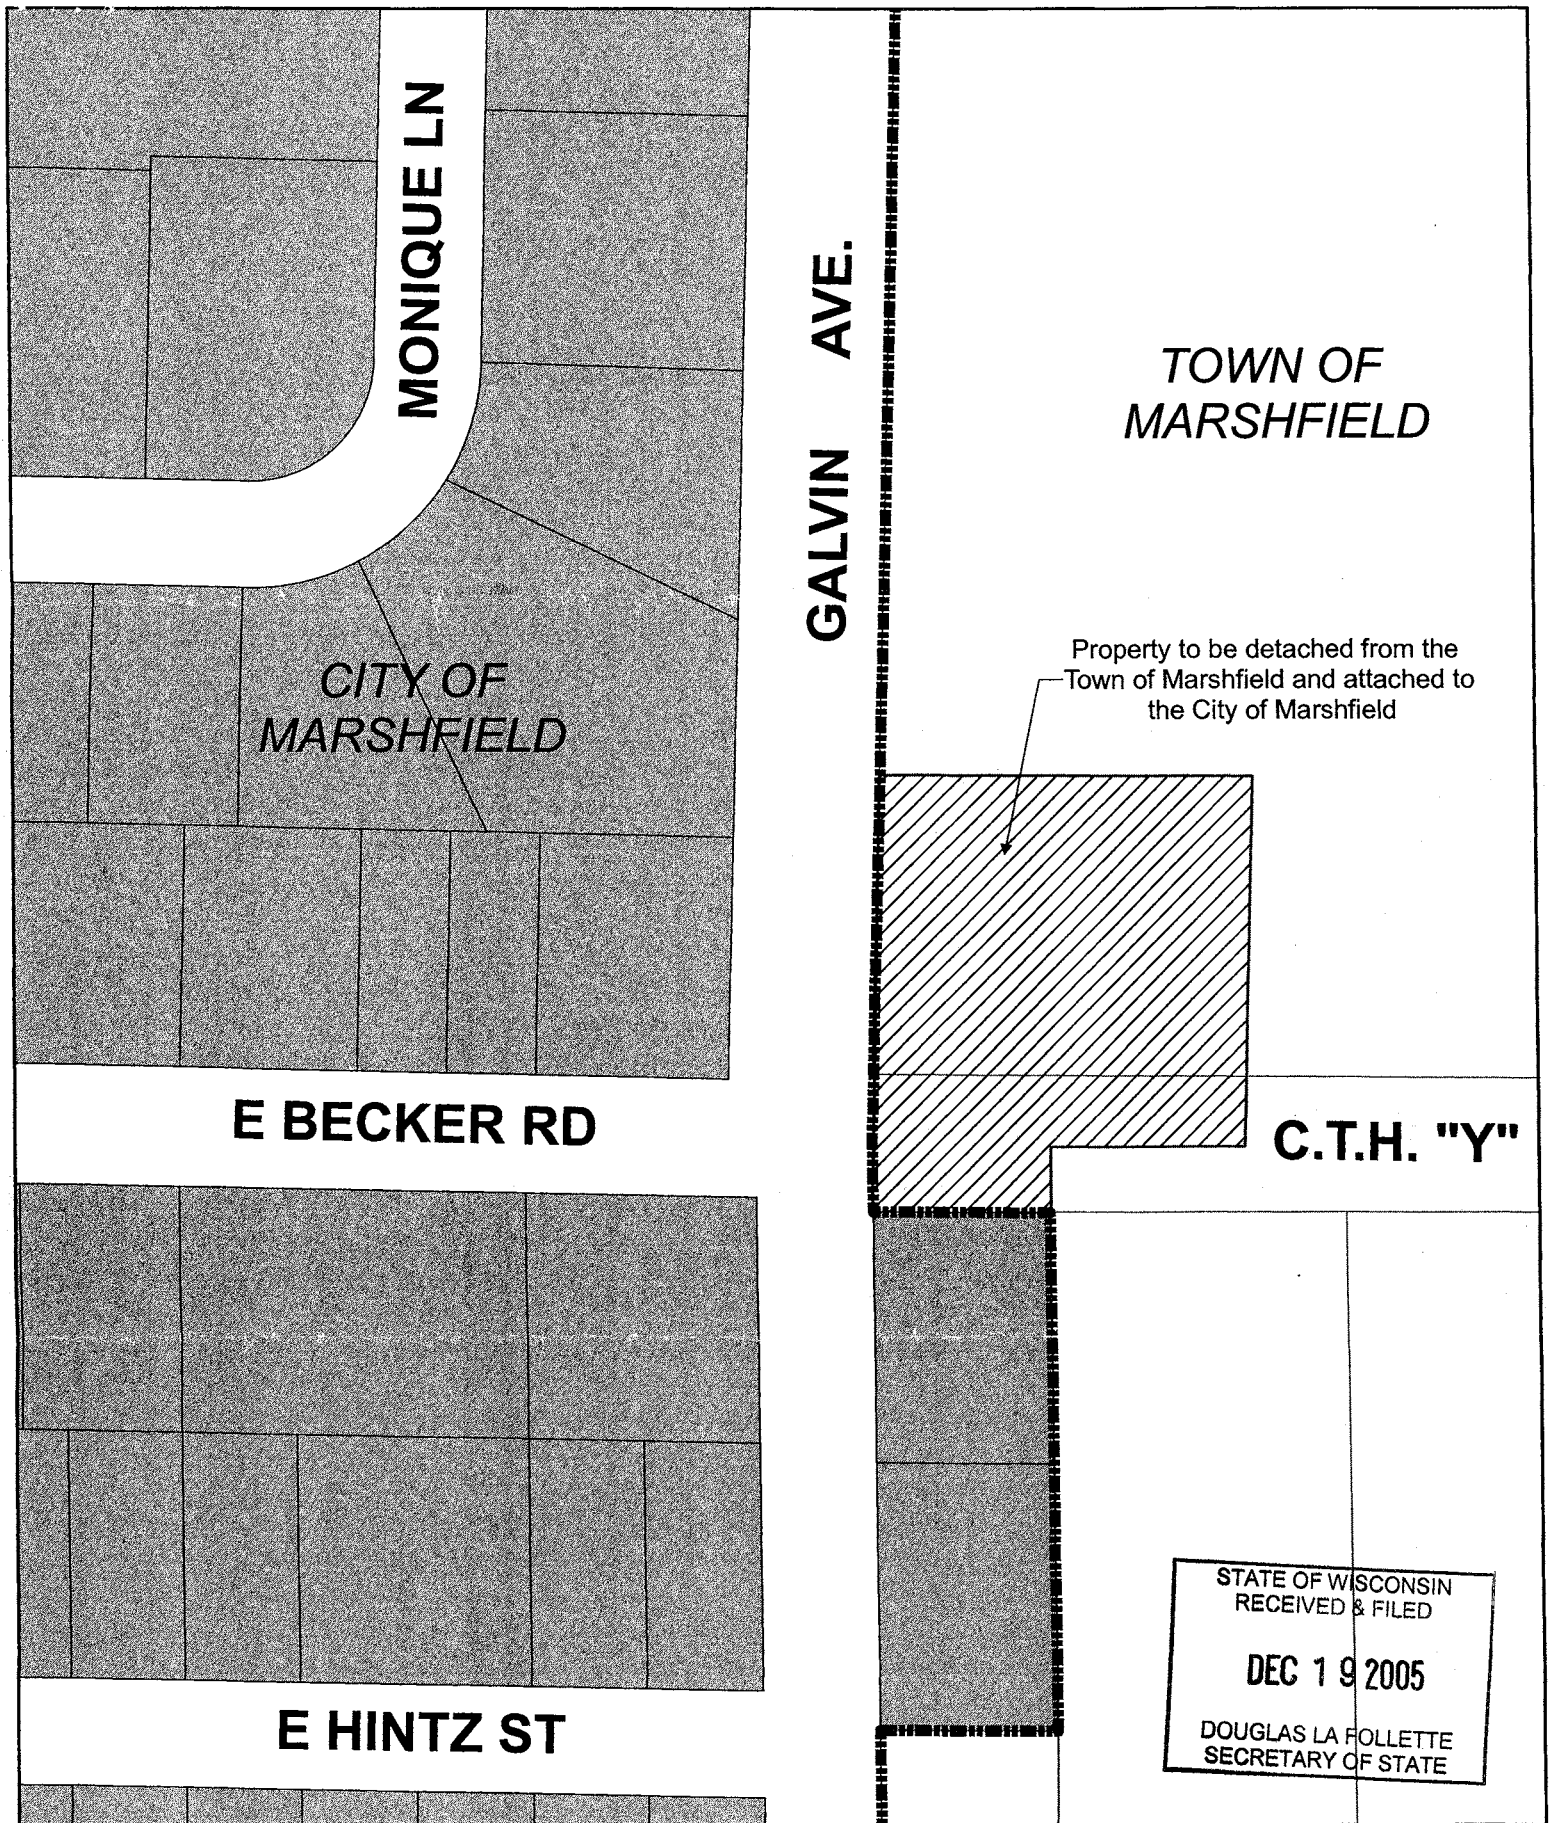 MONIQUE LN
GALVIN AVE.
TOWN OF
MARSHFIELD
Property to be detached from the
Town of Marshfield and attached to
the City of Marshfield
CITY OF
MARSHFIELD
E BECKER RD
C.T.H. "Y"
E HINTZ ST
STATE OF WISCONSIN
RECEIVED & FILED
DEC 19 2005
DOUGLAS LA FOLLETTE
SECRETARY OF STATE